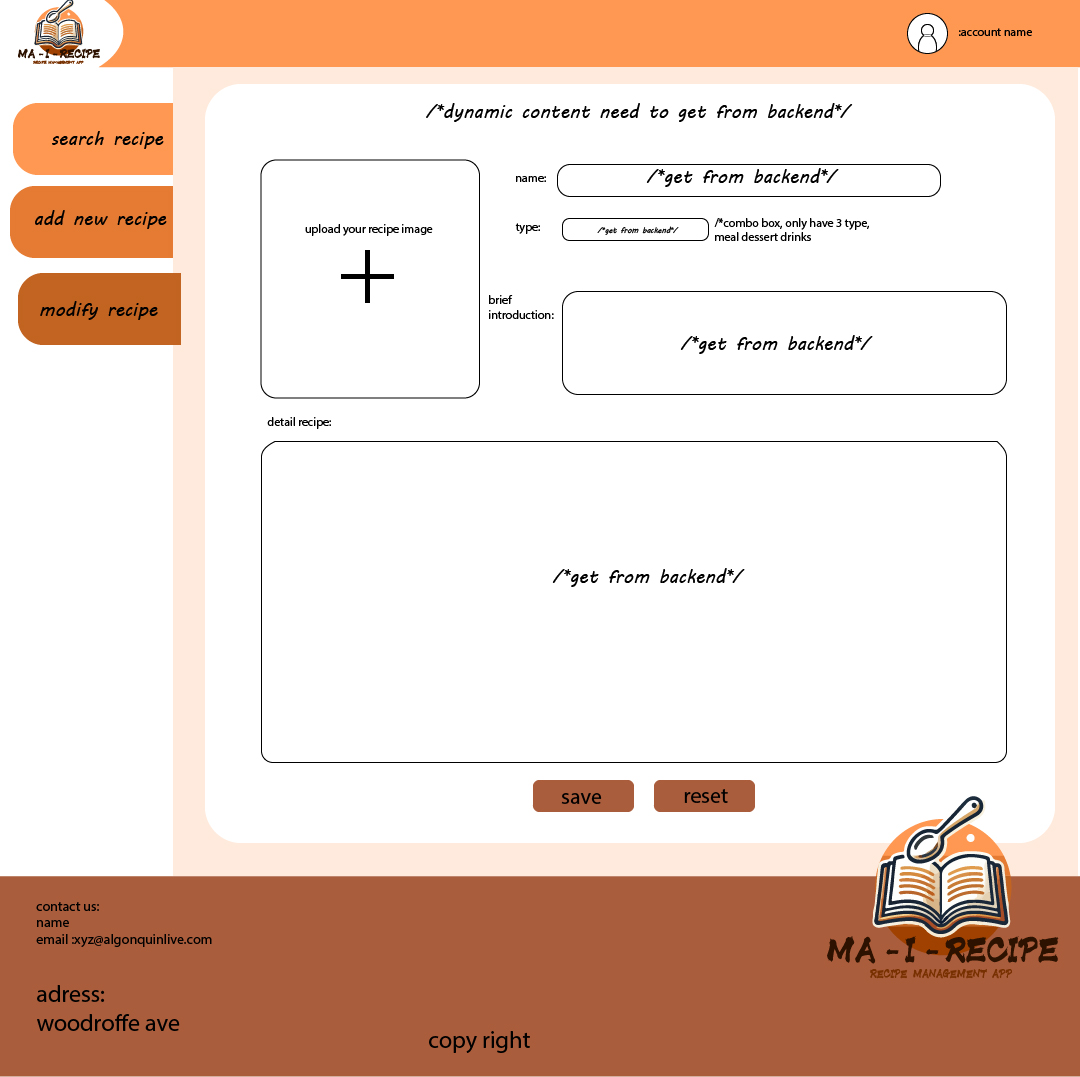 MA - I - RECIPE
RECIPE MANAGEMENT APP
:account name
search recipe
add new recipe
modify recipe
/*dynamic content need to get from backend*/
upload your recipe image
name:
/*get from backend*/
type:
/*get from backend*/
/*combo box, only have 3 type,
meal dessert drinks
brief
introduction:
/*get from backend*/
detail recipe:
/*get from backend*/
save
reset
contact us:
name
email :xyz@algonquinlive.com
adress:
woodroffe ave
copy right
MA - I - RECIPE
RECIPE MANAGEMENT APP